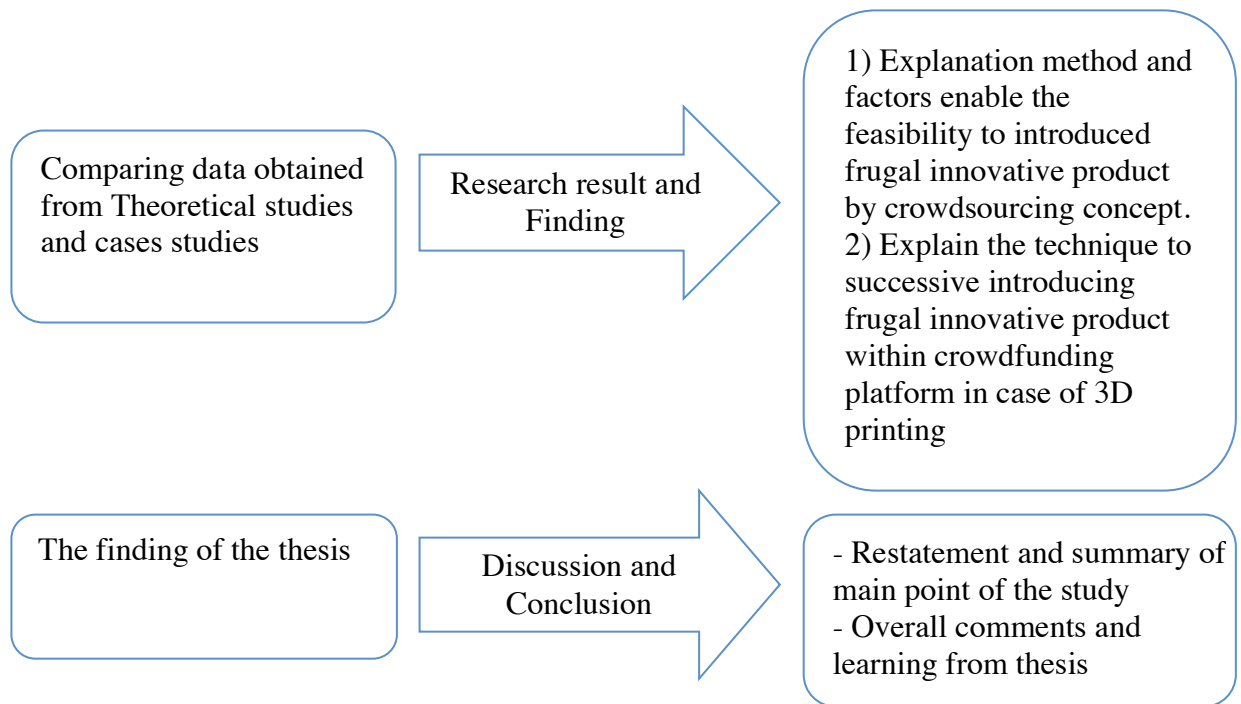 Comparing data obtained
from Theoretical studies
and cases studies
Research result and
Finding
1) Explanation method and
factors enable the
feasibility to introduced
frugal innovative product
by crowdsourcing concept.
2) Explain the technique to
successive introducing
frugal innovative product
within crowdfunding
platform in case of 3D
printing
The finding of the thesis
Discussion and
Conclusion
- Restatement and summary of
main point of the study
- Overall comments and
learning from thesis